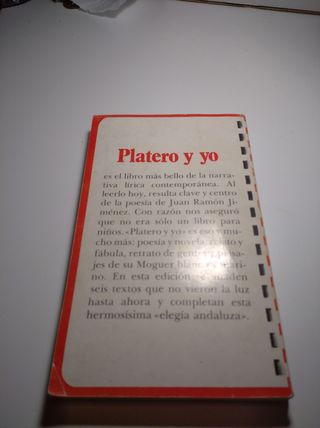 Platero y yo
es el libro más bello de la narra-
tiva lírica contemporánea. Al
leerlo hoy, resulta clave y centro
de la poesía de Juan Ramón Ji-
ménez. Con razón nos aseguró
que no era sólo un libro para
niños. «Platero y yo» es eso y mu-
cho más: poesía y novela, relato y
fábula, retrato de gentes y paisa-
jes de su Moguer blanco y mari-
no. En esta edición se añaden
seis textos que no vieron la luz
hasta ahora y completan esta
hermosísima «elegía andaluza».